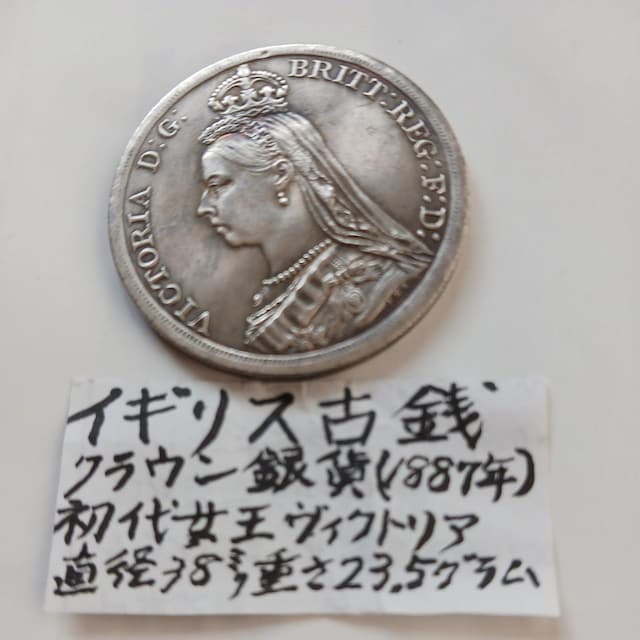 VICTORIA D:G: BRITT:REG:F.D:
イギリス古銭
クラウン銀貨(1887年)
初代女王ヴィクトリア
直径38㍉重さ23.5グラム